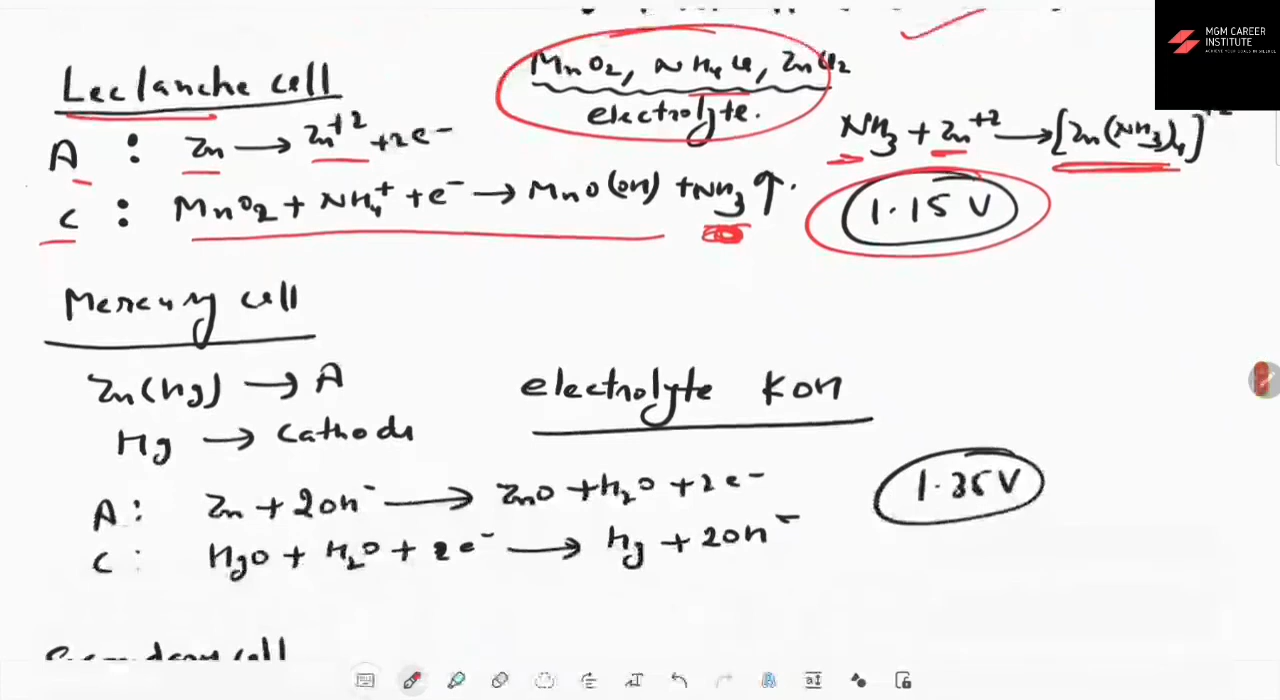 MGM CAREER
INSTITUTE
Leclanche cell
MnO2, NH4Cl, ZnCl2
electrolyte.
A : Zn → Zn+2 +2e−
NH3 + Zn+2 → [Zn(NH3)4]+2
C : MnO2 + NH4+ + e− → MnO(OH) + NH3 ↑.
1.15 V
Mercury cell
Zn(Hg) → A
electrolyte KOH
Hg → Cathode
A : Zn + 2OH− → ZnO + H2O + 2e−
1.35V
C : HgO + H2O + 2e− → Hg + 2OH−
Secondary cell